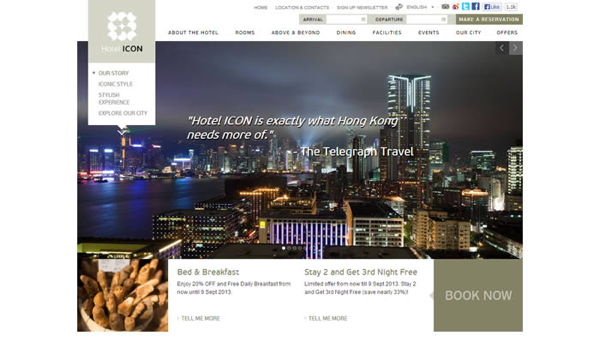 HOME LOCATION & CONTACTS SIGN UP NEWSLETTER ENGLISH Like 1.1k
ARRIVAL DEPARTURE MAKE A RESERVATION
Hotel ICON
ABOUT THE HOTEL ROOMS ABOVE & BEYOND DINING FACILITIES EVENTS OUR CITY OFFERS
OUR STORY
ICONIC STYLE
STYLISH
EXPERIENCE
EXPLORE OUR CITY
"Hotel ICON is exactly what Hong Kong
needs more of."
- The Telegraph Travel
Bed & Breakfast
Enjoy 20% OFF and Free Daily Breakfast from
now until 9 Sept 2013.
TELL ME MORE
Stay 2 and Get 3rd Night Free
Limited offer from now till 8 Sept 2013. Stay 2
and Get 3rd Night Free (save nearly 33%)!
TELL ME MORE
BOOK NOW